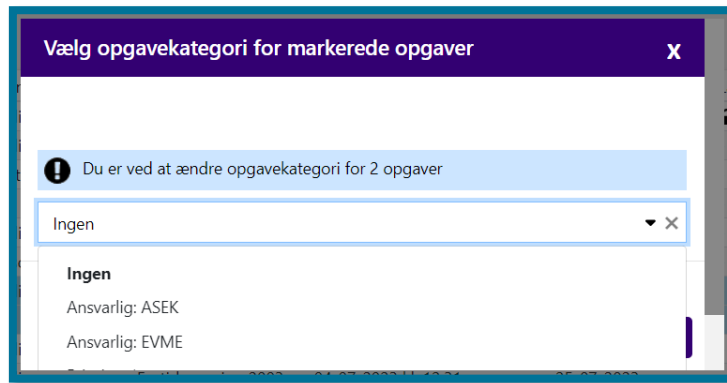 Vælg opgavekategori for markerede opgaver
x
Du er ved at ændre opgavekategori for 2 opgaver
Ingen
Ingen
Ansvarlig: ASEK
Ansvarlig: EVME